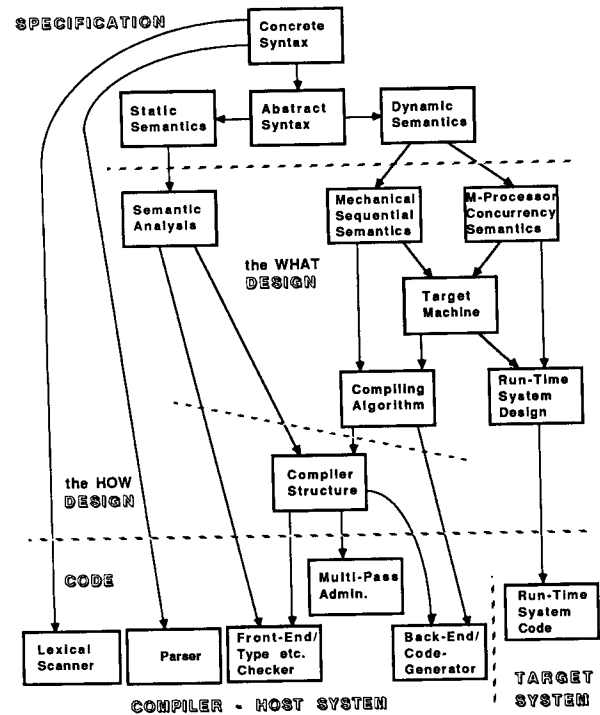 SPECIFICATION
Concrete
Syntax
Static
Semantics
Abstract
Syntax
Dynamic
Semantics
Semantic
Analysis
Mechanical
Sequential
Semantics
M-Processor
Concurrency
Semantics
the WHAT
DESIGN
Target
Machine
Compiling
Algorithm
Run-Time
System
Design
Compiler
Structure
the HOW
DESIGN
CODE
Multi-Pass
Admin.
Run-Time
System
Code
Lexical
Scanner
Parser
Front-End/
Type etc.
Checker
Back-End/
Code-
Generator
TARGET
SYSTEM
COMPILER - HOST SYSTEM